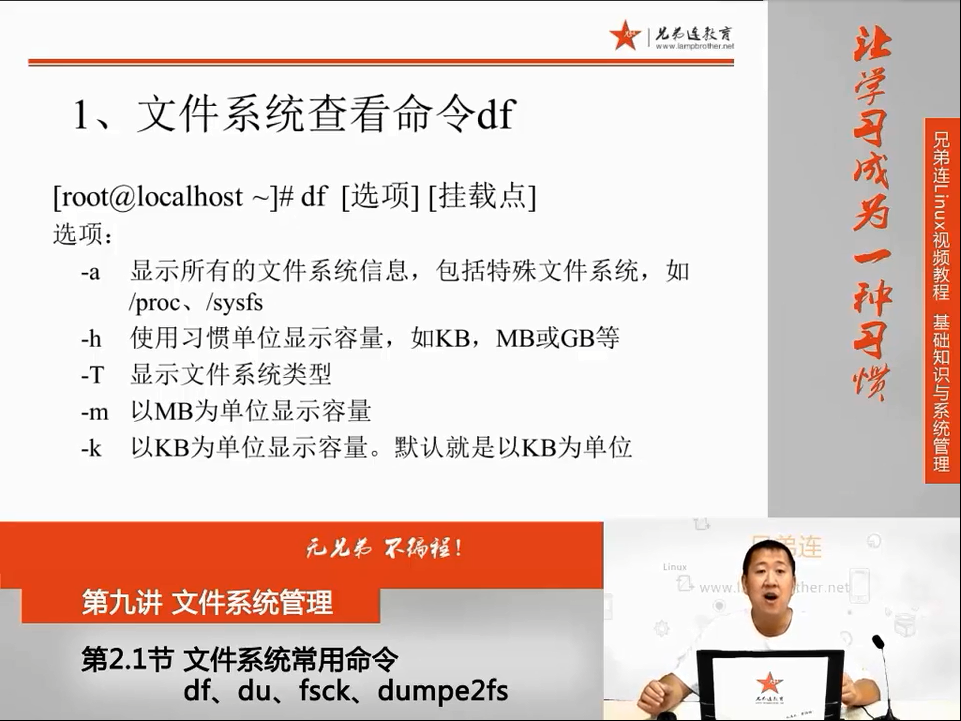 兄弟连教育
www.lampbrother.net
1、文件系统查看命令df
[root@localhost ~]# df [选项] [挂载点]
选项：
-a 显示所有的文件系统信息，包括特殊文件系统，如
/proc、/sysfs
-h 使用习惯单位显示容量，如KB，MB或GB等
-T 显示文件系统类型
-m 以MB为单位显示容量
-k 以KB为单位显示容量。默认就是以KB为单位
让学习成为一种习惯
兄弟连Linux视频教程 基础知识与系统管理
无兄弟 不编程！
第九讲 文件系统管理
第2.1节 文件系统常用命令
df、du、fsck、dumpe2fs
兄弟连
Linux
兄弟连教育